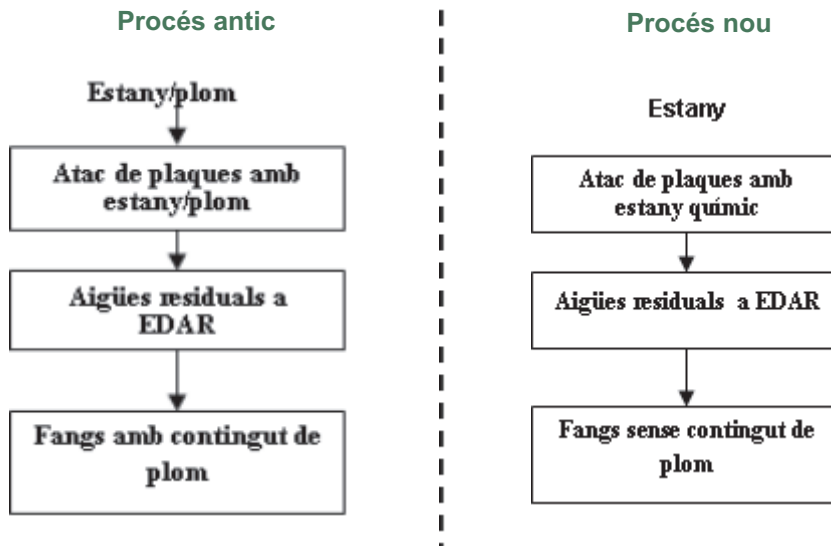 Procés antic
Estany/plom
Atac de plaques amb
estany/plom
Aigües residuals a
EDAR
Fangs amb contingut de
plom
Procés nou
Estany
Atac de plaques amb
estany químic
Aigües residuals a EDAR
Fangs sense contingut de
plom